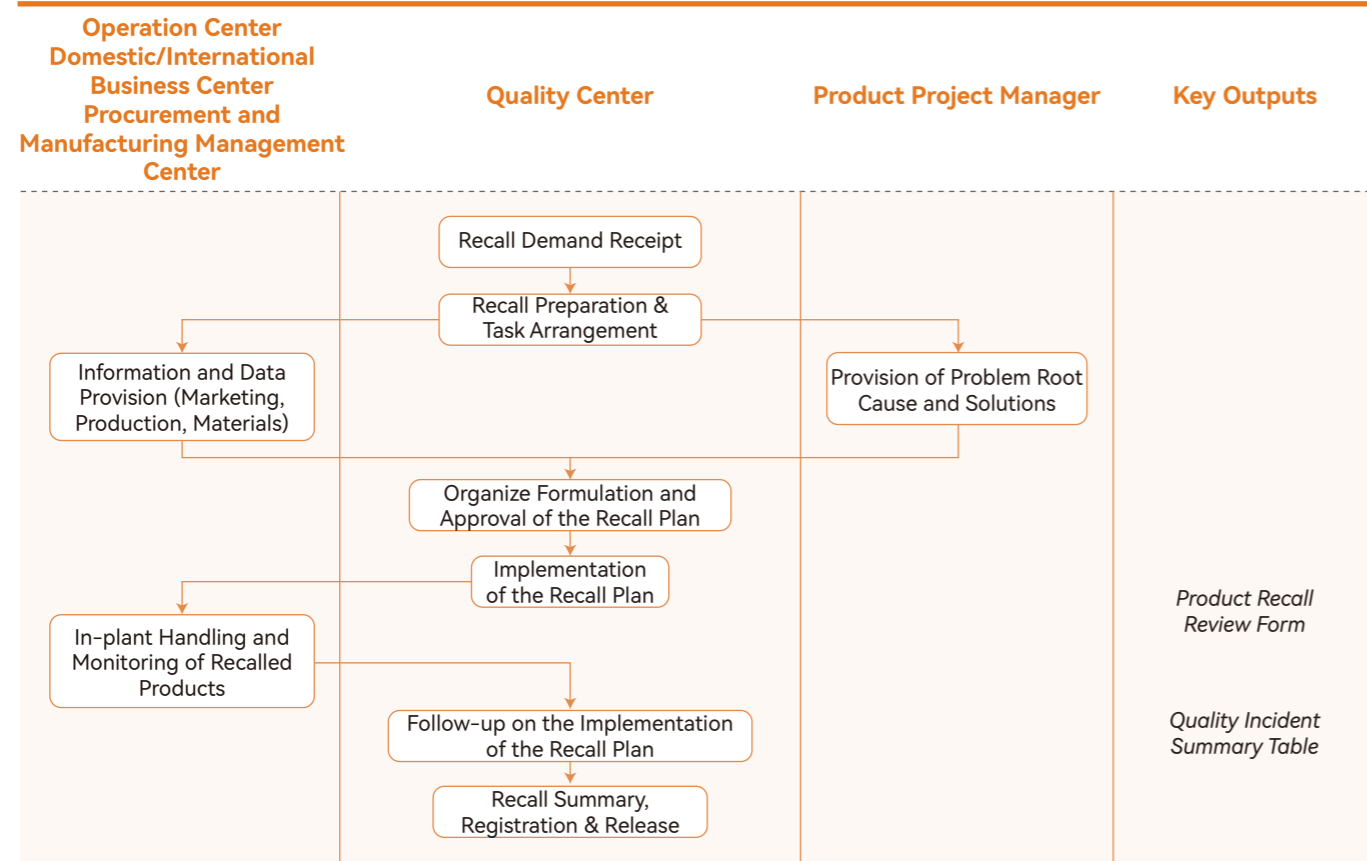 Operation Center
Domestic/International
Business Center
Procurement and
Manufacturing Management
Center
Quality Center
Product Project Manager
Key Outputs
Recall Demand Receipt
Recall Preparation &
Task Arrangement
Information and Data
Provision (Marketing,
Production, Materials)
Provision of Problem Root
Cause and Solutions
Organize Formulation and
Approval of the Recall Plan
Implementation
of the Recall Plan
Product Recall
Review Form
In-plant Handling and
Monitoring of Recalled
Products
Follow-up on the Implementation
of the Recall Plan
Quality Incident
Summary Table
Recall Summary,
Registration & Release